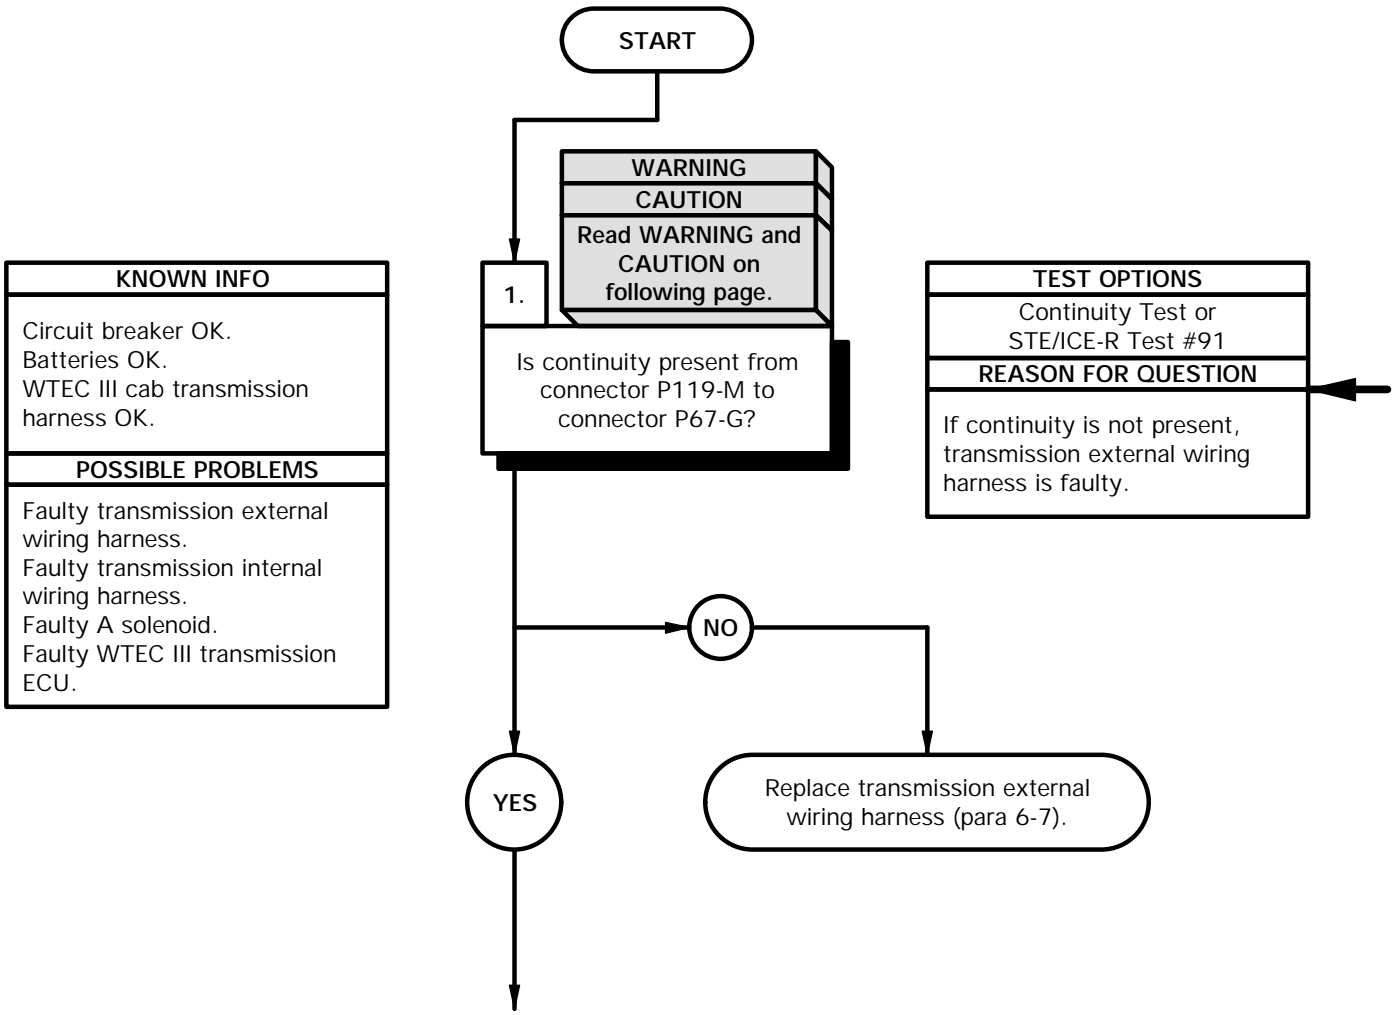 START
WARNING
CAUTION
Read WARNING and
CAUTION on
following page.
1.
Is continuity present from
connector P119-M to
connector P67-G?
KNOWN INFO
Circuit breaker OK.
Batteries OK.
WTEC III cab transmission
harness OK.
POSSIBLE PROBLEMS
Faulty transmission external
wiring harness.
Faulty transmission internal
wiring harness.
Faulty A solenoid.
Faulty WTEC III transmission
ECU.
TEST OPTIONS
Continuity Test or
STE/ICE-R Test #91
REASON FOR QUESTION
If continuity is not present,
transmission external wiring
harness is faulty.
NO
YES
Replace transmission external
wiring harness (para 6-7).